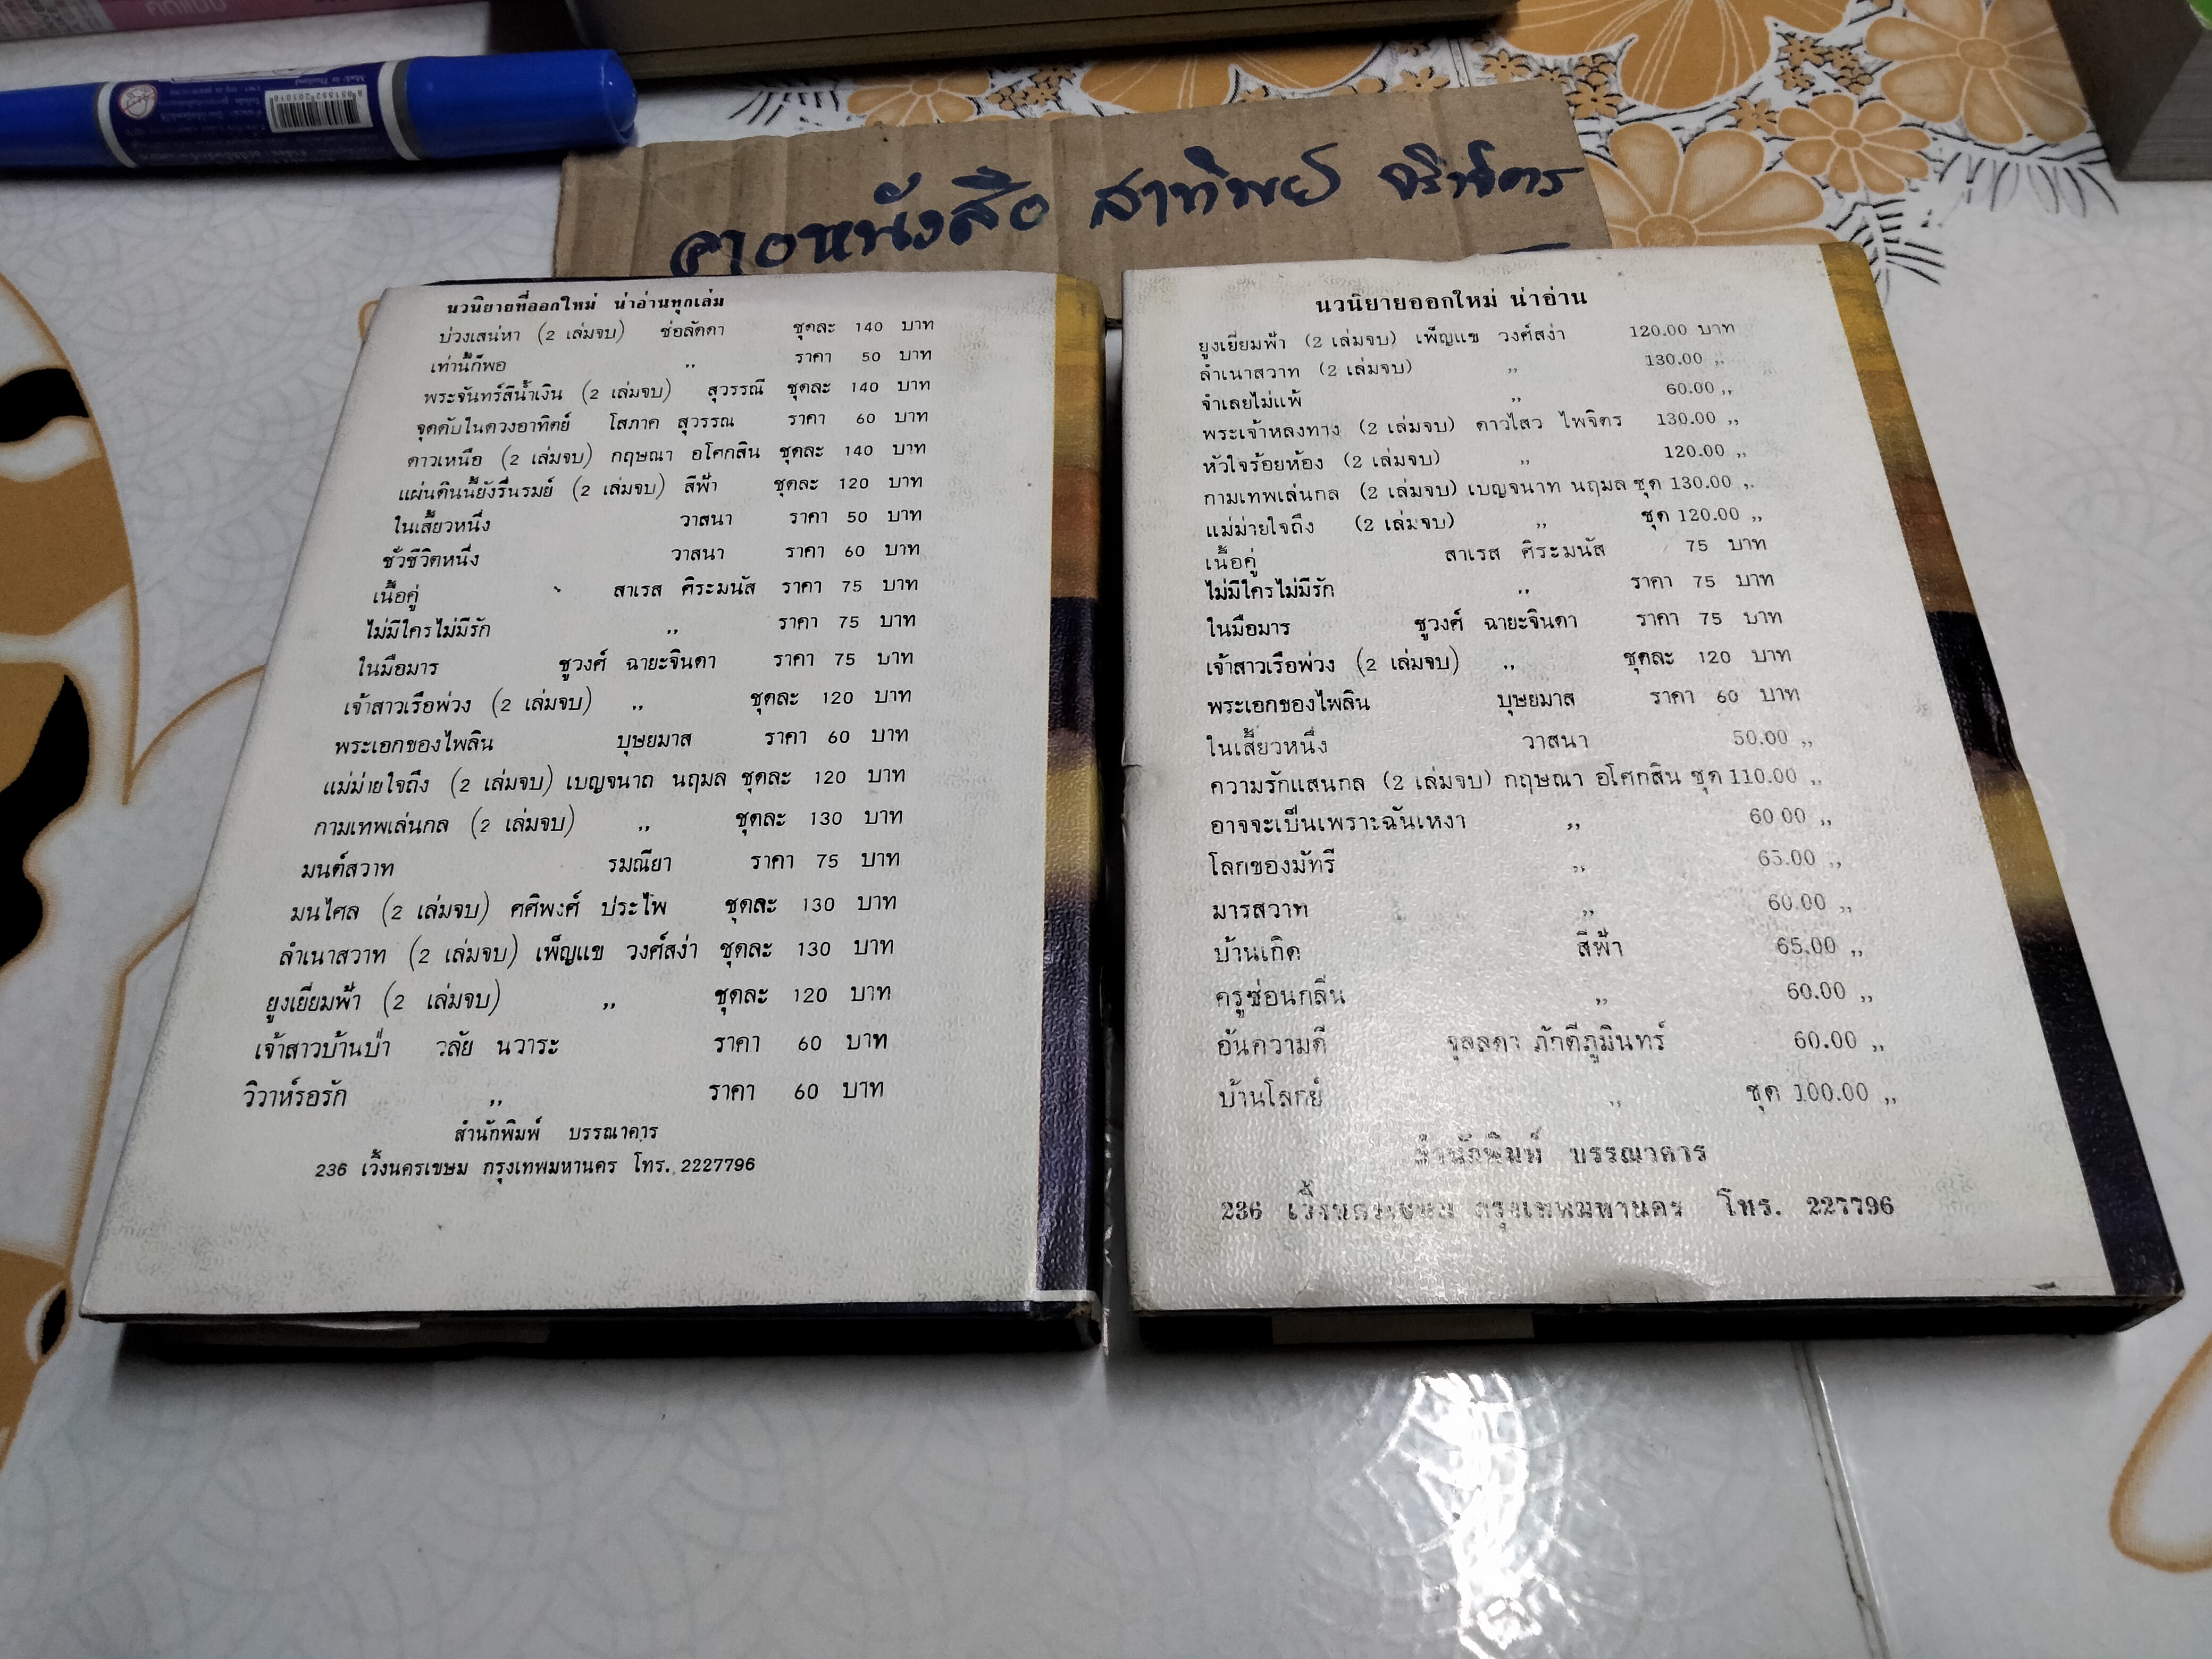 Made in Thailand
8851552201016
สาทิพย์
นวนิยายที่ออกใหม่ น่าอ่านทุกเล่ม
บ่วงเสน่หา (2 เล่มจบ) ช่อลัดดา ชุดละ 140 บาท
เท่านี้ก็พอ ,, ราคา 50 บาท
พระจันทร์สีน้ำเงิน (2 เล่มจบ) สุวรรณี ชุดละ 140 บาท
จุดดับในดวงอาทิตย์ โสภาค สุวรรณ ราคา 60 บาท
ดาวเหนือ (2 เล่มจบ) กฤษณา อโศกสิน ชุดละ 140 บาท
แผ่นดินนี้ยังรื่นรมย์ (2 เล่มจบ) สีฟ้า ชุดละ 120 บาท
ในเสี้ยวหนึ่ง วาสนา ราคา 50 บาท
ชั่วชีวิตหนึ่ง วาสนา ราคา 60 บาท
เนื้อคู่ สาเรส ศิระมนัส ราคา 75 บาท
ไม่มีใครไม่มีรัก ,, ราคา 75 บาท
ในมือมาร ชูวงศ์ ฉายะจินดา ราคา 75 บาท
เจ้าสาวเรือพ่วง (2 เล่มจบ) ,, ชุดละ 120 บาท
พระเอกของไพลิน บุษยมาส ราคา 60 บาท
แม่ม่ายใจถึง (2 เล่มจบ) เบญจนาถ นฤมล ชุดละ 120 บาท
กามเทพเล่นกล (2 เล่มจบ) ,, ชุดละ 130 บาท
มนต์สวาท รมณียา ราคา 75 บาท
มนไศล (2 เล่มจบ) ศศิพงศ์ ประไพ ชุดละ 130 บาท
ลำเนาสวาท (2 เล่มจบ) เพ็ญแข วงศ์สง่า ชุดละ 130 บาท
ยูงเยี่ยมฟ้า (2 เล่มจบ) ,, ชุดละ 120 บาท
เจ้าสาวบ้านป่า วลัย นวาระ ราคา 60 บาท
วิวาห์รอรัก ,, ราคา 60 บาท
สำนักพิมพ์ บรรณาคาร
236 เวิ้งนครเขษม กรุงเทพมหานคร โทร. 2227796
นวนิยายออกใหม่ น่าอ่าน
ยูงเยี่ยมฟ้า (2 เล่มจบ) เพ็ญแข วงศ์สง่า 120.00 บาท
ลำเนาสวาท (2 เล่มจบ) ,, 130.00 ,,
จำเลยไม่แพ้ ,, 60.00 ,,
พระเจ้าหลงทาง (2 เล่มจบ) ดาวไสว ไพจิตร 130.00 ,,
หัวใจร้อยห้อง (2 เล่มจบ) ,, 120.00 ,,
กามเทพเล่นกล (2 เล่มจบ) เบญจนาท นฤมล ชุด 130.00 ,,
แม่ม่ายใจถึง (2 เล่มจบ) ,, ชุด 120.00 ,,
เนื้อคู่ สาเรส ศิระมนัส 75 บาท
ไม่มีใครไม่มีรัก ,, ราคา 75 บาท
ในมือมาร ชูวงศ์ ฉายะจินดา ราคา 75 บาท
เจ้าสาวเรือพ่วง (2 เล่มจบ) ,, ชุดละ 120 บาท
พระเอกของไพลิน บุษยมาส ราคา 60 บาท
ในเสี้ยวหนึ่ง วาสนา 50.00 ,,
ความรักแสนกล (2 เล่มจบ) กฤษณา อโศกสิน ชุด 110.00 ,,
อาจจะเป็นเพราะฉันเหงา ,, 60 00 ,,
โลกของมัทรี ,, 65.00 ,,
มารสวาท ,, 60.00 ,,
บ้านเกิด สีฟ้า 65.00 ,,
ครูซ่อนกลิ่น ,, 60.00 ,,
อันความดี จุลลดา ภักดีภูมินทร์ 60.00 ,,
บ้านโลกย์ ,, ชุด 100.00 ,,
สำนักพิมพ์ บรรณาคาร
236 เวิ้งนครเขษม กรุงเทพมหานคร โทร. 227796